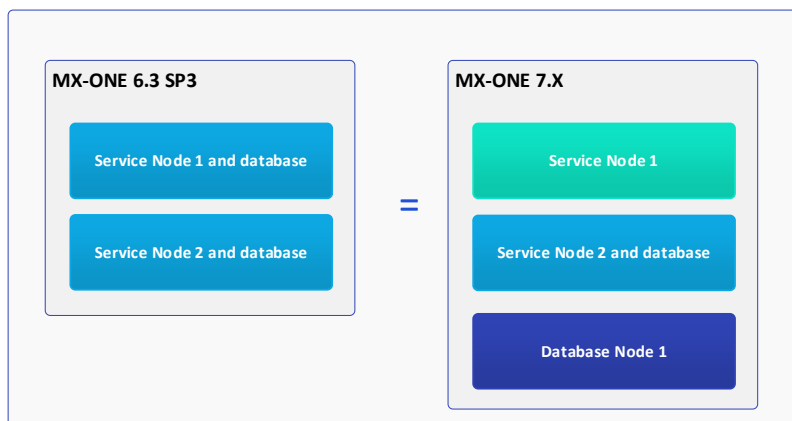 MX-ONE 6.3 SP3
Service Node 1 and database
Service Node 2 and database
=
MX-ONE 7.X
Service Node 1
Service Node 2 and database
Database Node 1